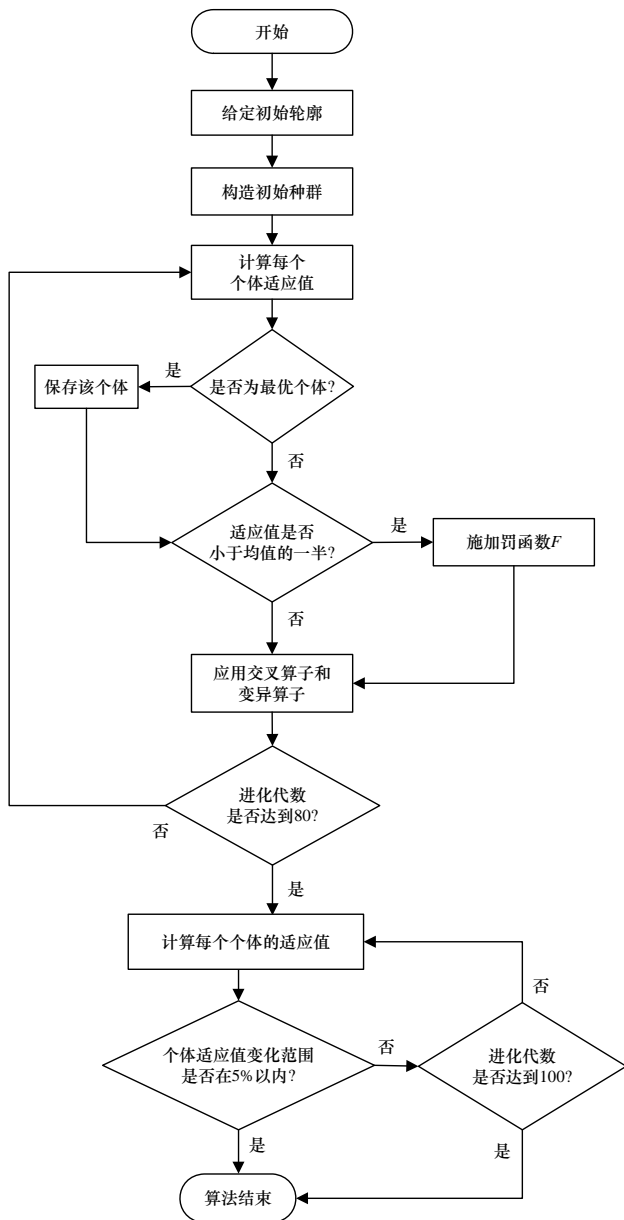 开始
给定初始轮廓
构造初始种群
计算每个
个体适应值
是否为最优个体?
是
保存该个体
否
适应值是否
小于均值的一半?
是
施加罚函数F
否
应用交叉算子和
变异算子
进化代数
是否达到80?
否
是
计算每个个体的适应值
否
个体适应值变化范围
是否在5%以内?
否
进化代数
是否达到100?
是
是
算法结束